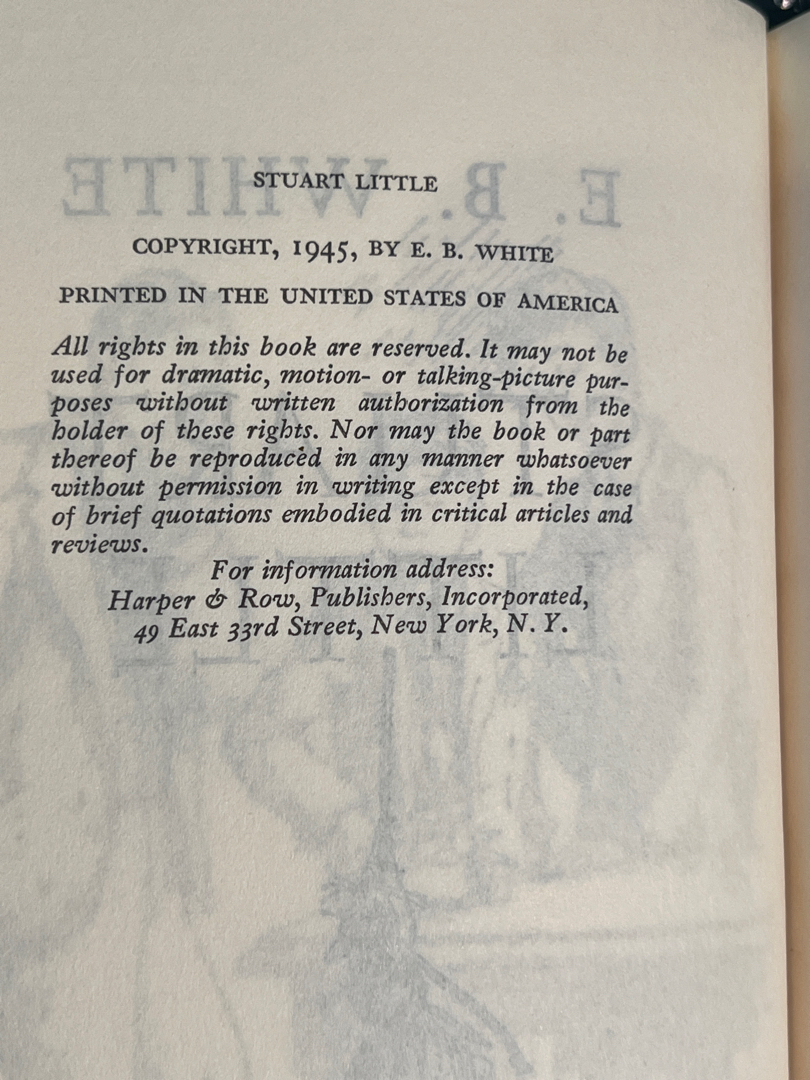 STUART LITTLE
COPYRIGHT, 1945, BY E. B. WHITE
PRINTED IN THE UNITED STATES OF AMERICA
All rights in this book are reserved. It may not be
used for dramatic, motion- or talking-picture pur-
poses without written authorization from the
holder of these rights. Nor may the book or part
thereof be reproduced in any manner whatsoever
without permission in writing except in the case
of brief quotations embodied in critical articles and
reviews.
For information address:
Harper & Row, Publishers, Incorporated,
49 East 33rd Street, New York, N. Y.
E. B. WHITE